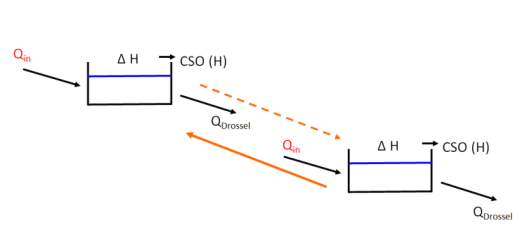 Q_in
Δ H
CSO (H)
Q_Drossel
Q_in
Δ H
CSO (H)
Q_Drossel